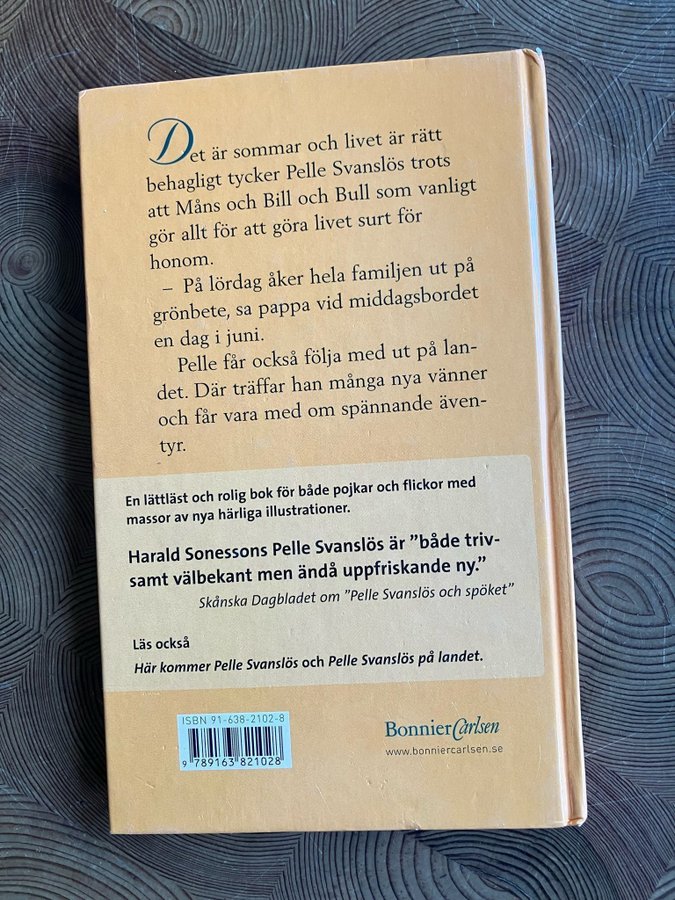 Det är sommar och livet är rätt
behagligt tycker Pelle Svanslös trots
att Måns och Bill och Bull som vanligt
gör allt för att göra livet surt för
honom.
– På lördag åker hela familjen ut på
grönbete, sa pappa vid middagsbordet
en dag i juni.
Pelle får också följa med ut på lan-
det. Där träffar han många nya vänner
och får vara med om spännande även-
tyr.
En lättläst och rolig bok för både pojkar och flickor med
massor av nya härliga illustrationer.
Harald Sonessons Pelle Svanslös är ”både triv-
samt välbekant men ändå uppfriskande ny.”
Skånska Dagbladet om ”Pelle Svanslös och spöket”
Läs också
Här kommer Pelle Svanslös och Pelle Svanslös på landet.
ISBN 91-638-2102-8
9 789163 821028
BonnierCarlsen
www.bonniercarlsen.se